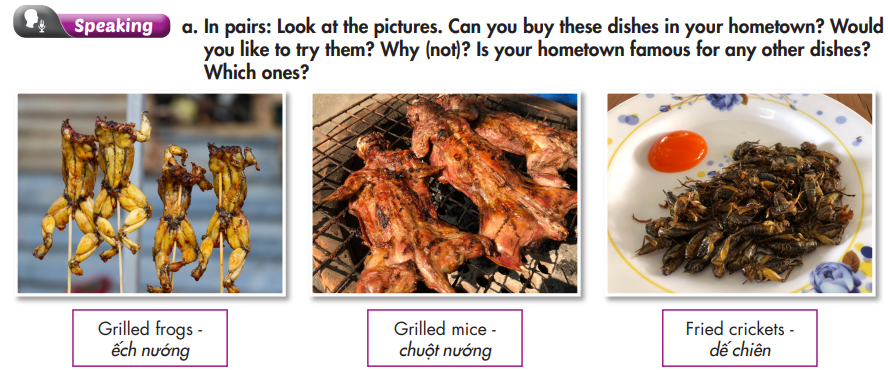 Speaking
a. In pairs: Look at the pictures. Can you buy these dishes in your hometown? Would
you like to try them? Why (not)? Is your hometown famous for any other dishes?
Which ones?
Grilled frogs -
ếch nướng
Grilled mice -
chuột nướng
Fried crickets -
dế chiên